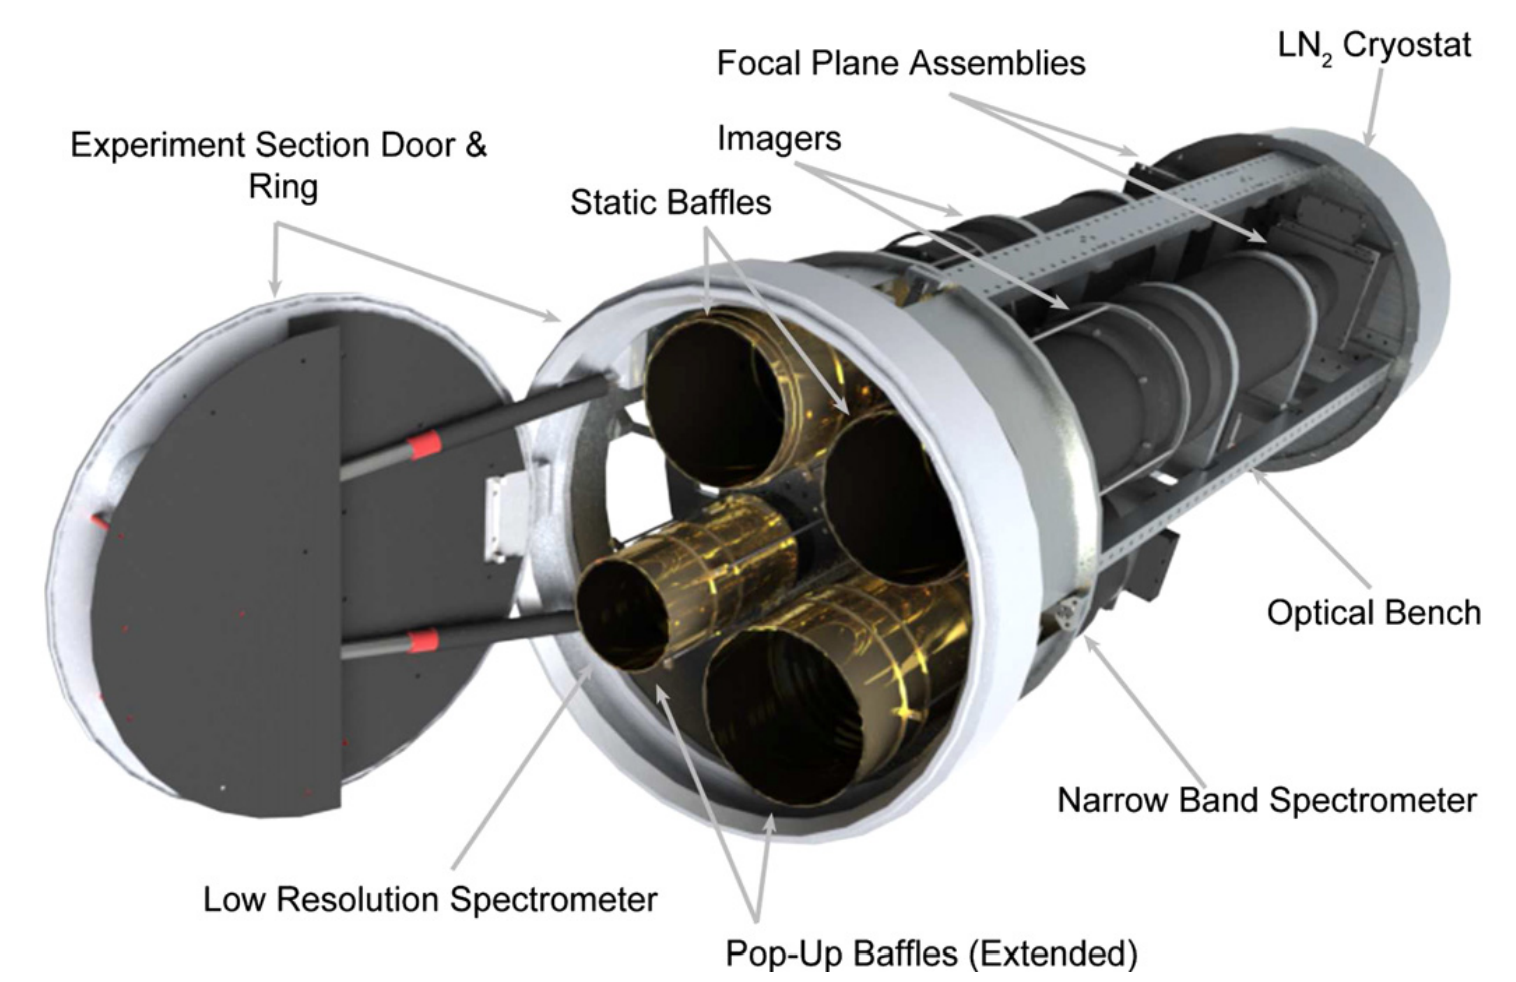 LN₂ Cryostat
Focal Plane Assemblies
Imagers
Experiment Section Door &
Ring
Static Baffles
Optical Bench
Narrow Band Spectrometer
Low Resolution Spectrometer
Pop-Up Baffles (Extended)